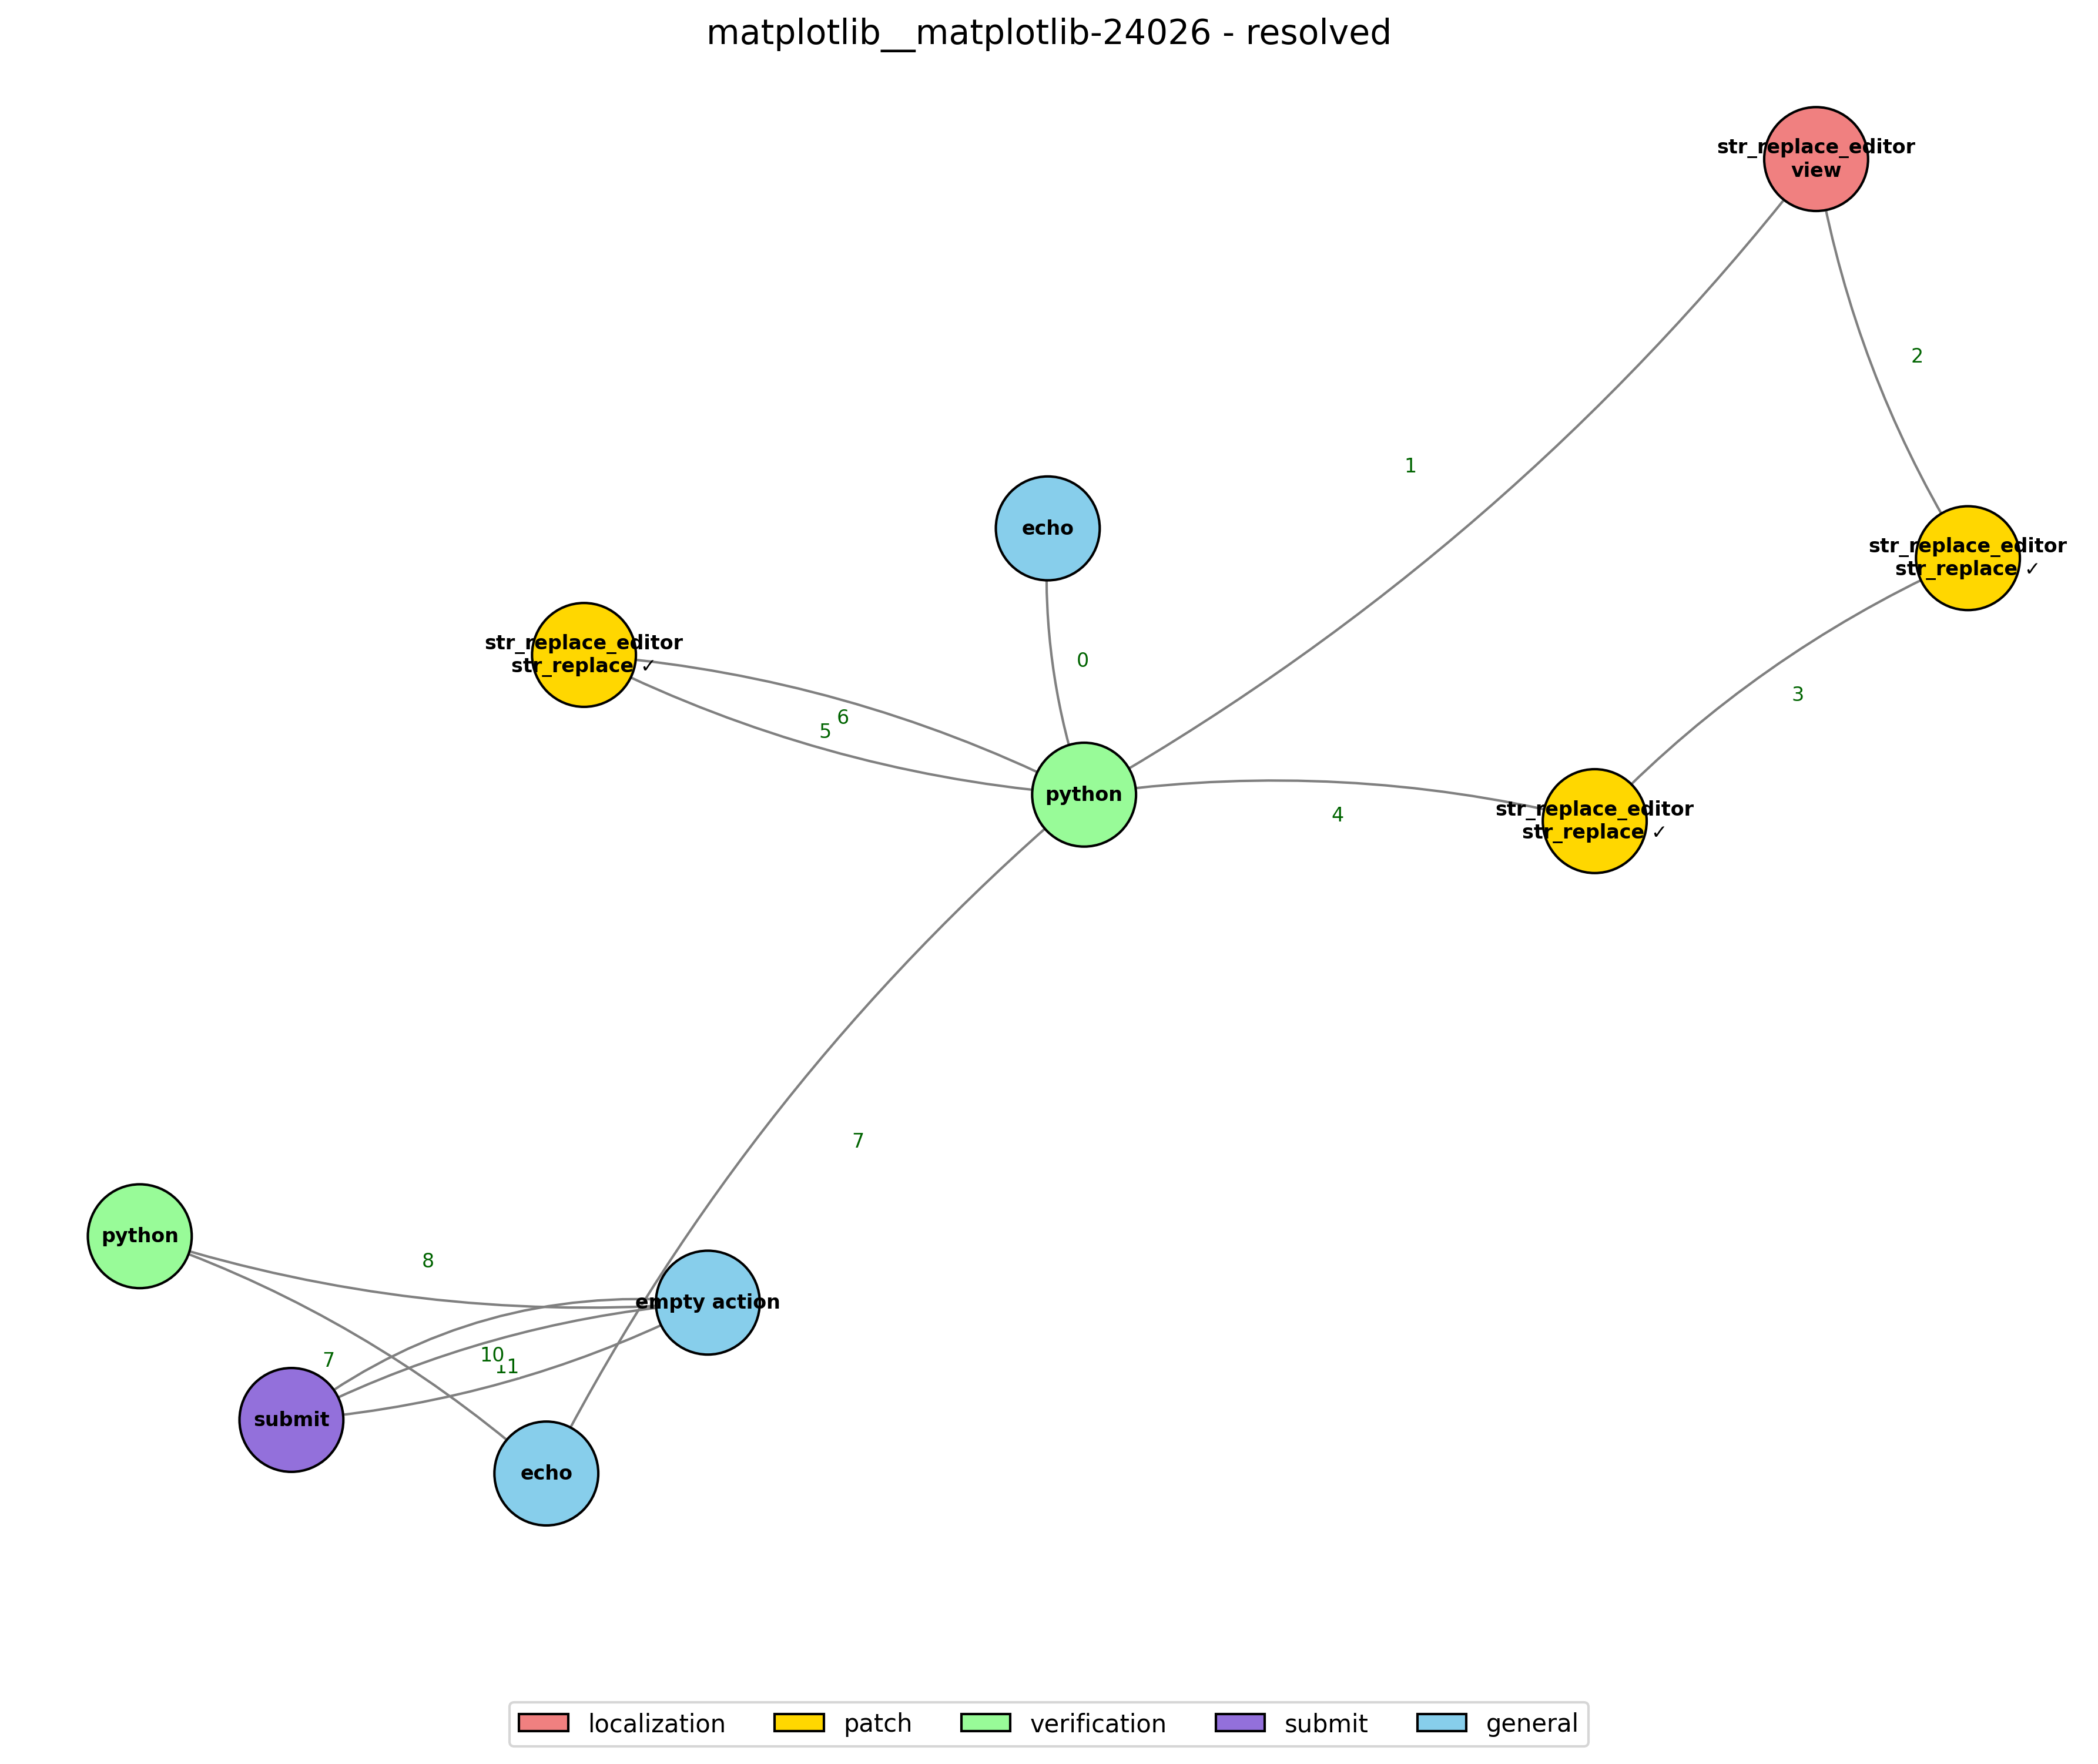 matplotlib__matplotlib-24026 - resolved
str_replace_editor
view
2
1
echo
str_replace_editor
str_replace ✓
str_replace_editor
str_replace ✓
0
3
6
5
python
str_replace_editor
str_replace ✓
4
7
python
8
empty action
10
11
7
submit
echo
localization
patch
verification
submit
general